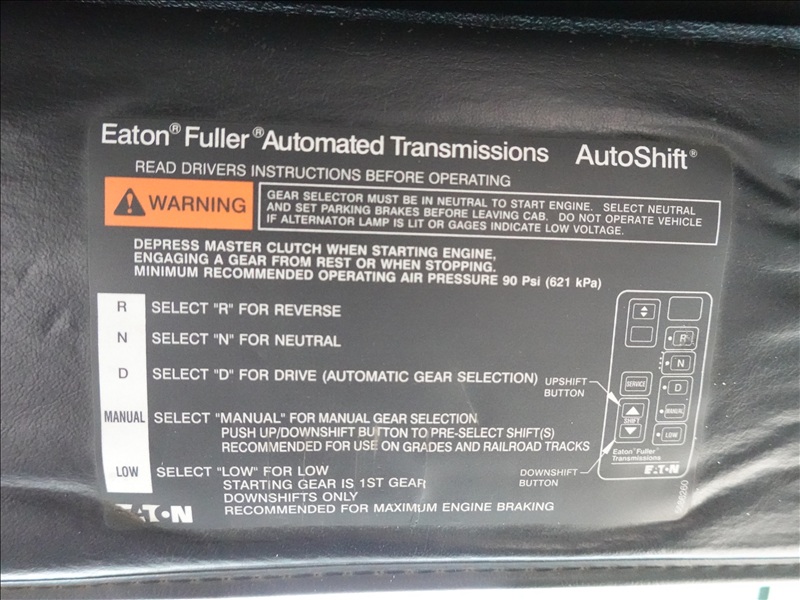 Eaton® Fuller® Automated Transmissions AutoShift®
READ DRIVERS INSTRUCTIONS BEFORE OPERATING
WARNING
GEAR SELECTOR MUST BE IN NEUTRAL TO START ENGINE. SELECT NEUTRAL
AND SET PARKING BRAKES BEFORE LEAVING CAB. DO NOT OPERATE VEHICLE
IF ALTERNATOR LAMP IS LIT OR GAGES INDICATE LOW VOLTAGE.
DEPRESS MASTER CLUTCH WHEN STARTING ENGINE,
ENGAGING A GEAR FROM REST OR WHEN STOPPING.
MINIMUM RECOMMENDED OPERATING AIR PRESSURE 90 Psi (621 kPa)
R SELECT "R" FOR REVERSE
N SELECT "N" FOR NEUTRAL
D SELECT "D" FOR DRIVE (AUTOMATIC GEAR SELECTION)
MANUAL SELECT "MANUAL" FOR MANUAL GEAR SELECTION
PUSH UP/DOWNSHIFT BUTTON TO PRE-SELECT SHIFT(S)
RECOMMENDED FOR USE ON GRADES AND RAILROAD TRACKS
LOW SELECT "LOW" FOR LOW
STARTING GEAR IS 1ST GEAR
DOWNSHIFTS ONLY
RECOMMENDED FOR MAXIMUM ENGINE BRAKING
EATON
UPSHIFT
BUTTON
DOWNSHIFT
BUTTON
R
N
SERVICE
D
SHIFT
MANUAL
LOW
Eaton® Fuller®
Transmissions
EATON